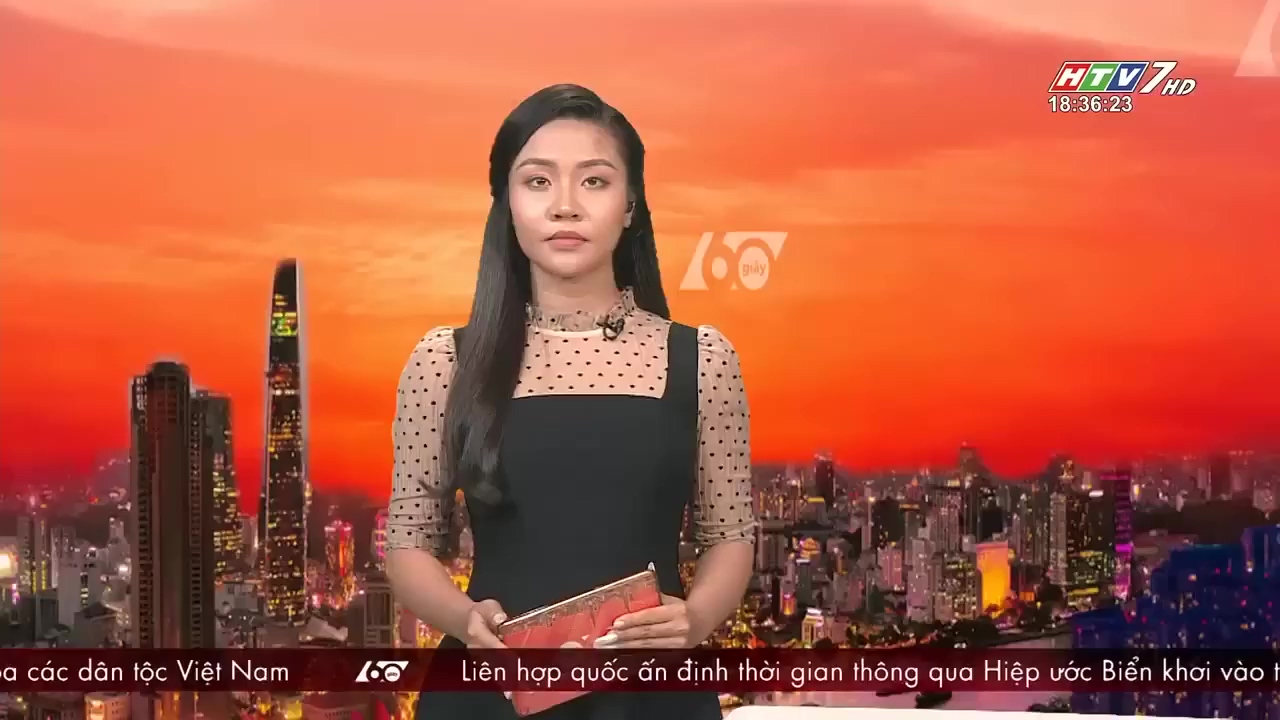 HTV7HD
18:36:23
60 giây
a các dân tộc Việt Nam
60 giây
Liên hợp quốc ấn định thời gian thông qua Hiệp ước Biển khơi vào t